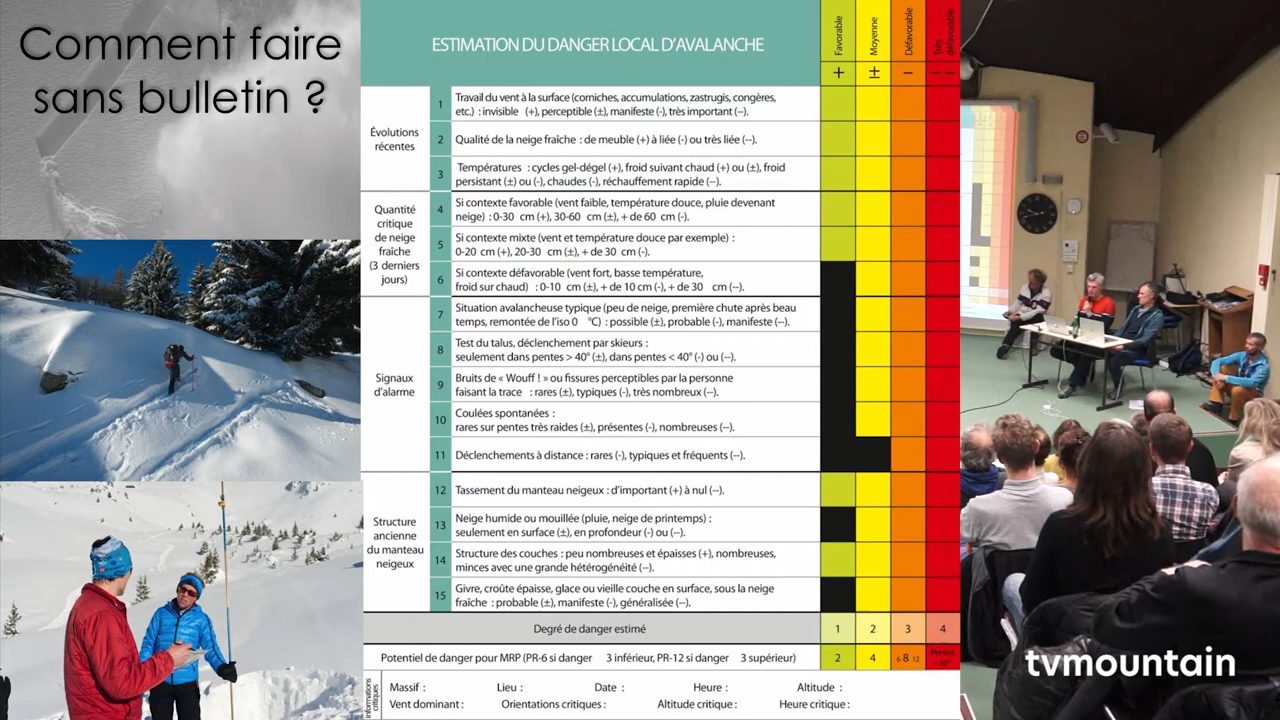 Comment faire
sans bulletin ?
ESTIMATION DU DANGER LOCAL D'AVALANCHE
Favorable
Moyenne
Défavorable
Très
défavorable
+
±
–
– –
Évolutions
récentes
1
Travail du vent à la surface (corniches, accumulations, zastrugis, congères,
etc.) : invisible (+), perceptible (±), manifeste (-), très important (--).
2
Qualité de la neige fraîche : de meuble (+) à liée (-) ou très liée (--).
3
Températures : cycles gel-dégel (+), froid suivant chaud (+) ou (±), froid
persistant (±) ou (-), chaudes (-), réchauffement rapide (--).
Quantité
critique
de neige
fraîche
(3 derniers
jours)
4
Si contexte favorable (vent faible, température douce, pluie devenant
neige) : 0-30 cm (+), 30-60 cm (±), + de 60 cm (-).
5
Si contexte mixte (vent et température douce par exemple) :
0-20 cm (+), 20-30 cm (±), + de 30 cm (-).
6
Si contexte défavorable (vent fort, basse température,
froid sur chaud) : 0-10 cm (±), + de 10 cm (-), + de 30 cm (--).
Signaux
d'alarme
7
Situation avalancheuse typique (peu de neige, première chute après beau
temps, remontée de l'iso 0 °C) : possible (±), probable (-), manifeste (--).
8
Test du talus, déclenchement par skieurs :
seulement dans pentes > 40° (±), dans pentes < 40° (-) ou (--).
9
Bruits de « Wouff ! » ou fissures perceptibles par la personne
faisant la trace : rares (±), typiques (-), très nombreux (--).
10
Coulées spontanées :
rares sur pentes très raides (±), présentes (-), nombreuses (--).
11
Déclenchements à distance : rares (-), typiques et fréquents (--).
Structure
ancienne
du manteau
neigeux
12
Tassement du manteau neigeux : d'important (+) à nul (--).
13
Neige humide ou mouillée (pluie, neige de printemps) :
seulement en surface (±), en profondeur (-) ou (--).
14
Structure des couches : peu nombreuses et épaisses (+), nombreuses,
minces avec une grande hétérogénéité (--).
15
Givre, croûte épaisse, glace ou vieille couche en surface, sous la neige
fraîche : probable (±), manifeste (-), généralisée (--).
Degré de danger estimé
1
2
3
4
Potentiel de danger pour MRP (PR-6 si danger 3 inférieur, PR-12 si danger 3 supérieur)
2
4
6 8 12
Pentes
<30°
informations
critiques
Massif : Lieu : Date : Heure : Altitude :
Vent dominant : Orientations critiques : Altitude critique : Heure critique :
tvmountain